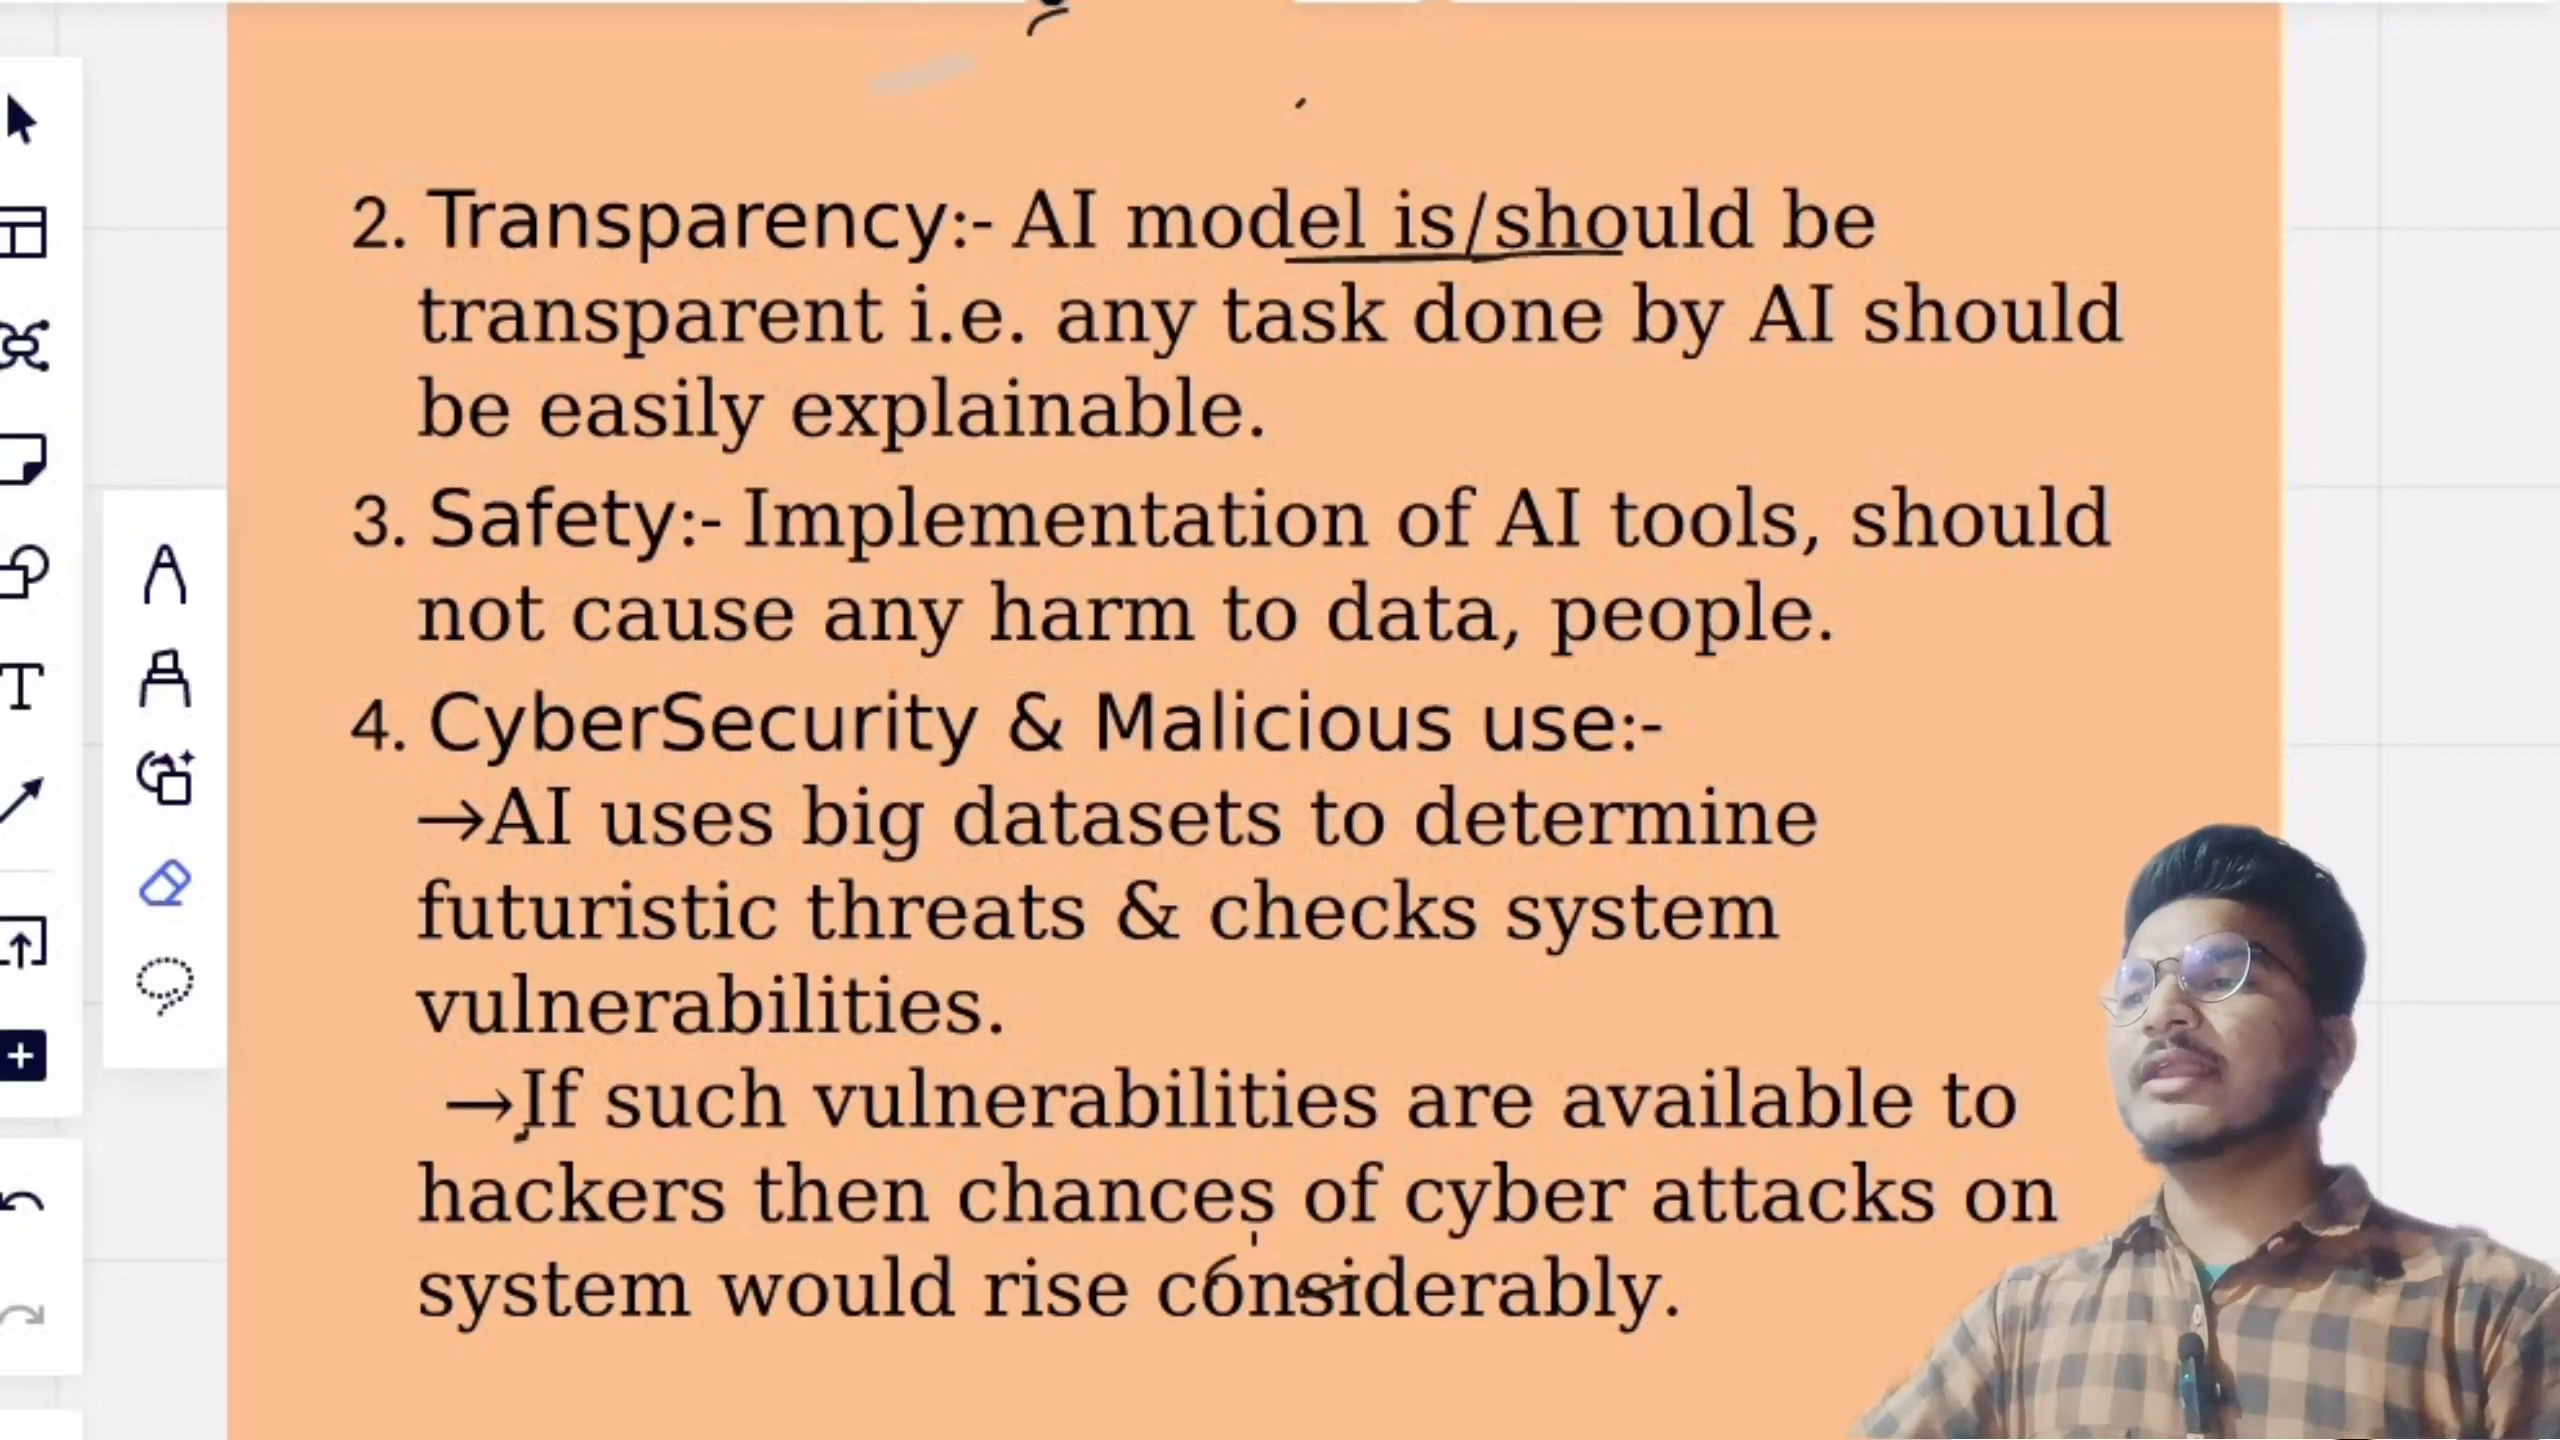 2. Transparency:- AI model is/should be
transparent i.e. any task done by AI should
be easily explainable.
3. Safety:- Implementation of AI tools, should
not cause any harm to data, people.
4. CyberSecurity & Malicious use:-
→AI uses big datasets to determine
futuristic threats & checks system
vulnerabilities.
→If such vulnerabilities are available to
hackers then chances of cyber attacks on
system would rise considerably.